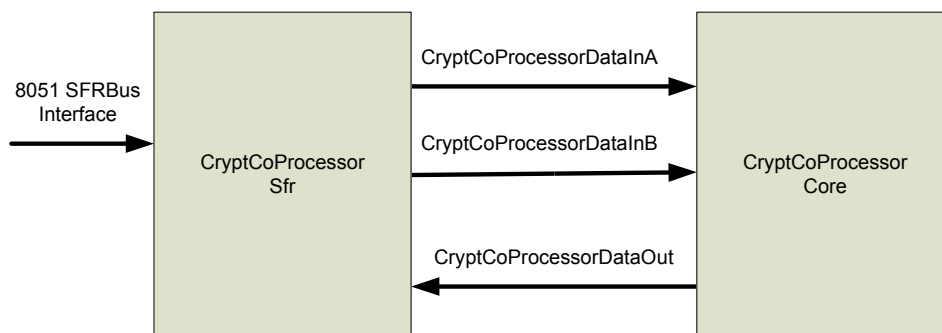 CryptCoProcessorDataInA
8051 SFRBus
Interface
CryptCoProcessorDataInB
CryptCoProcessor
Sfr
CryptCoProcessor
Core
CryptCoProcessorDataOut